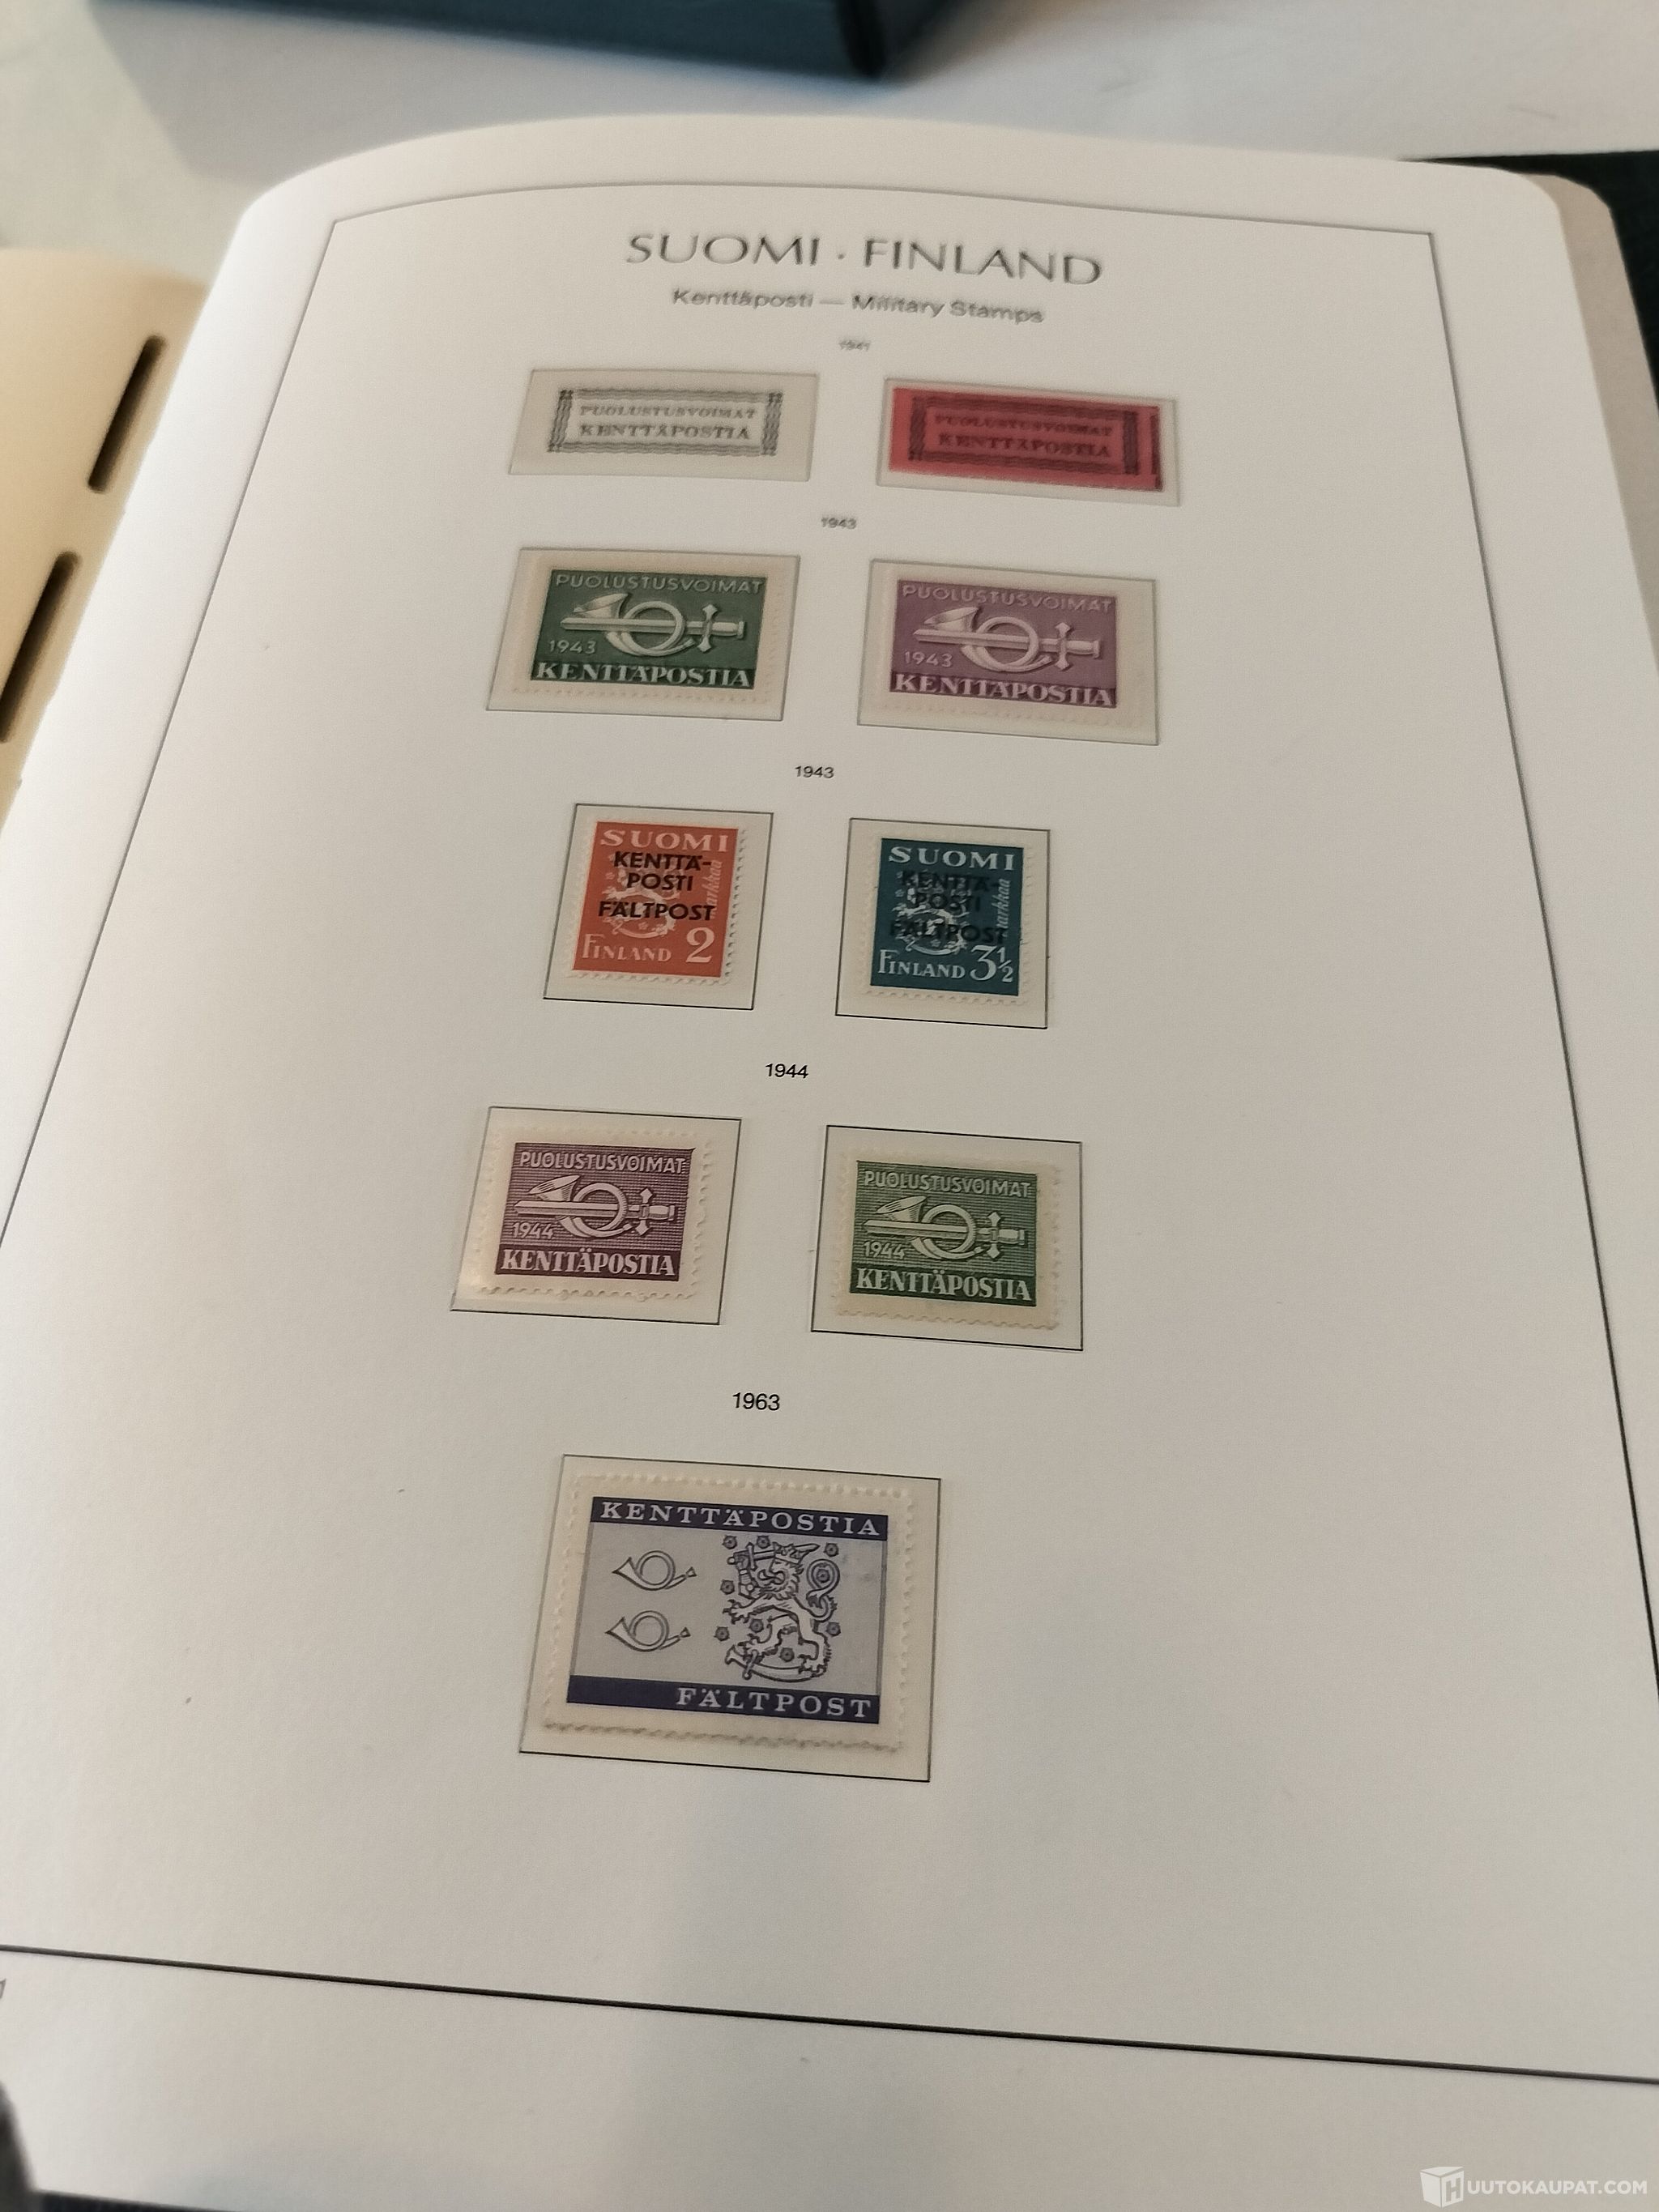 SUOMI · FINLAND
Kenttäposti — Military Stamps
1941
PUOLUSTUSVOIMAT
KENTTÄPOSTIA
PUOLUSTUSVOIMAT
KENTTÄPOSTIA
1943
PUOLUSTUSVOIMAT
1943
KENTTÄPOSTIA
PUOLUSTUSVOIMAT
1943
KENTTÄPOSTIA
1943
SUOMI
KENTTÄ-
POSTI
markkaa
FÄLTPOST
FINLAND 2
SUOMI
KENTTÄ-
POSTI
markkaa
FÄLTPOST
FINLAND 3½
1944
PUOLUSTUSVOIMAT
1944
KENTTÄPOSTIA
PUOLUSTUSVOIMAT
1944
KENTTÄPOSTIA
1963
KENTTÄPOSTIA
FÄLTPOST
HUUTOKAUPAT.COM